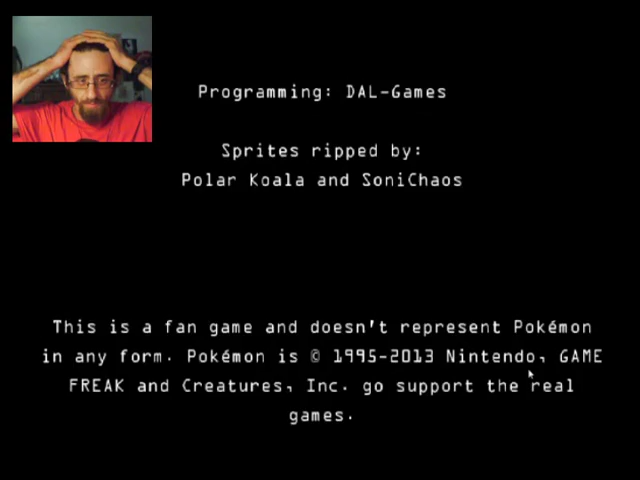 Programming: DAL-Games
Sprites ripped by:
Polar Koala and SoniChaos
This is a fan game and doesn't represent Pokémon
in any form. Pokémon is © 1995-2013 Nintendo, GAME
FREAK and Creatures, Inc. go support the real
games.